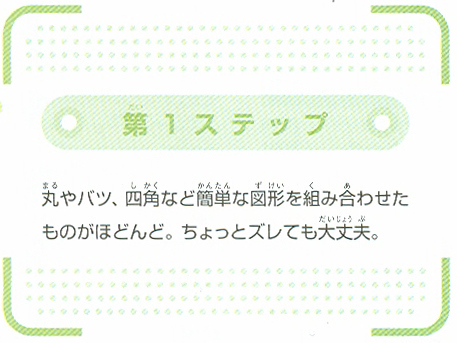 第1ステップ
丸やバツ、四角など簡単な図形を組み合わせた
ものがほどんど。ちょっとズレても大丈夫。